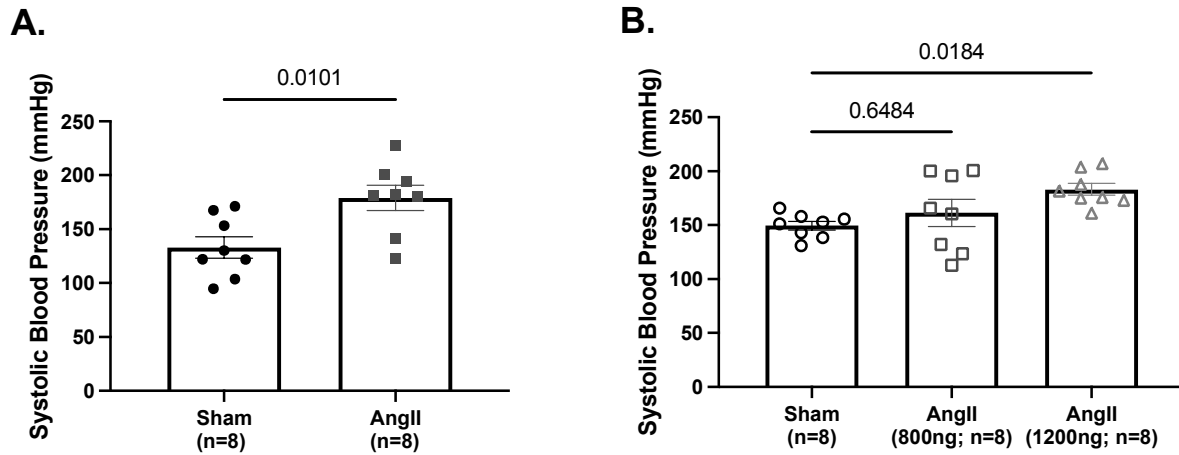 A.
0.0101
Systolic Blood Pressure (mmHg)
250
200
150
100
50
0
Sham
(n=8)
AngII
(n=8)
B.
0.0184
0.6484
Systolic Blood Pressure (mmHg)
250
200
150
100
50
0
Sham
(n=8)
AngII
(800ng; n=8)
AngII
(1200ng; n=8)